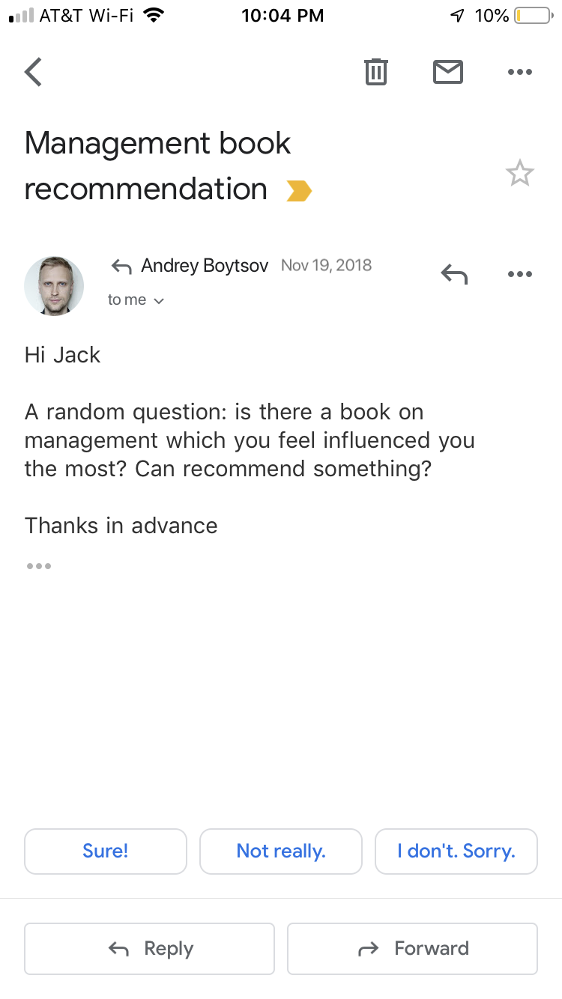 AT&T Wi-Fi 10:04 PM 10%
Management book
recommendation
Andrey Boytsov Nov 19, 2018
to me
Hi Jack
A random question: is there a book on
management which you feel influenced you
the most? Can recommend something?
Thanks in advance
Sure! Not really. I don't. Sorry.
Reply Forward